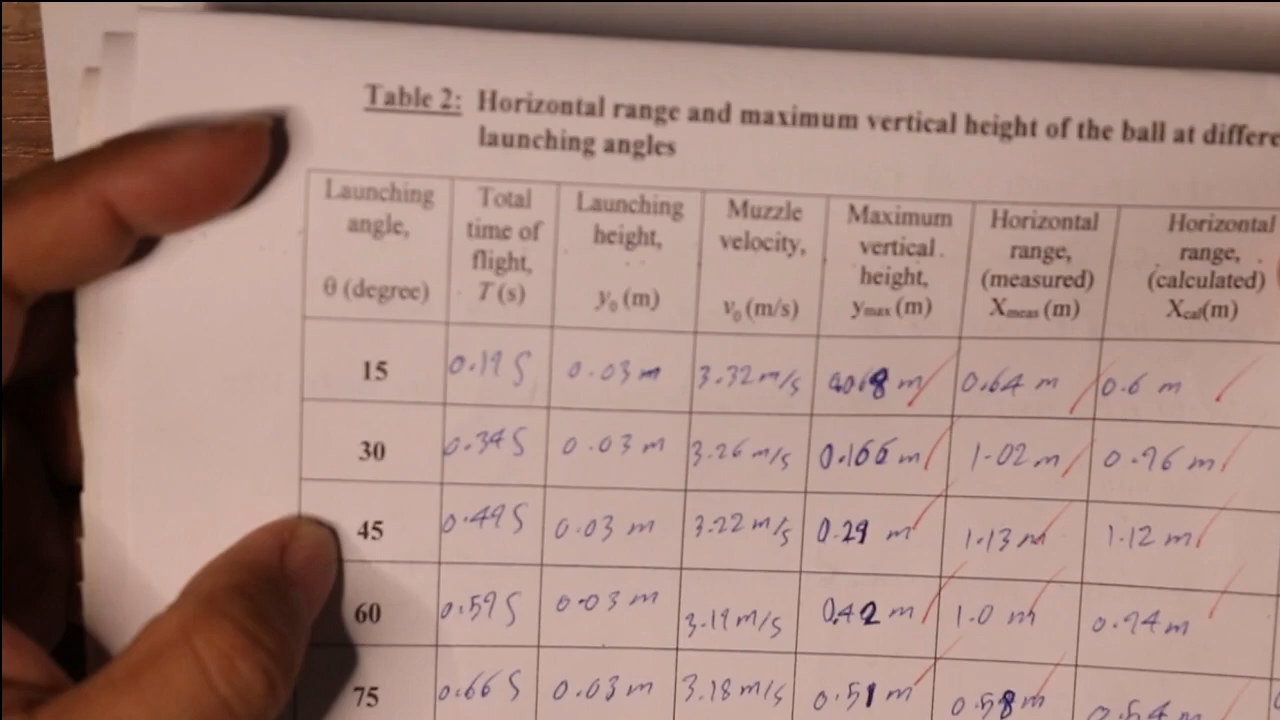 Table 2: Horizontal range and maximum vertical height of the ball at differe
launching angles
Launching angle, θ (degree) Total time of flight, T (s) Launching height, y₀ (m) Muzzle velocity, v₀ (m/s) Maximum vertical height, ymax (m) Horizontal range, (measured) Xmeas (m) Horizontal range, (calculated) Xcal(m)
15 0.19 S 0.03 m 3.32 m/s m 0.64 m 0.6 m
30 0.34 S 0.03 m 3.26 m/s 0.166 m 1.02 m 0.96 m
45 0.49 S 0.03 m 3.22 m/s 0.29 m 1.13 m 1.12 m
60 0.59 S 0.03 m 3.19 m/s 0.42 m 1.0 m 0.94 m
75 0.66 S 0.03 m 3.18 m/s 0.51 m 0.58 m 0.54 m